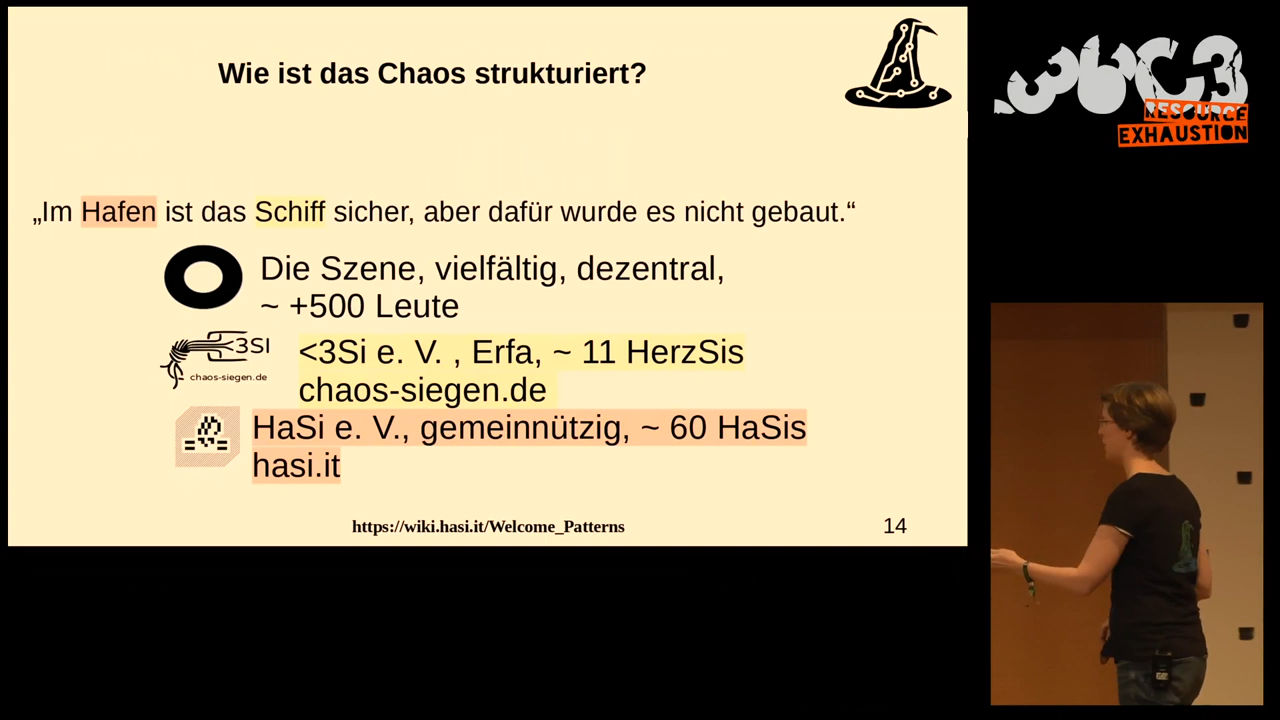 Wie ist das Chaos strukturiert?
36C3
RESOURCE
EXHAUSTION
„Im Hafen ist das Schiff sicher, aber dafür wurde es nicht gebaut.“
Die Szene, vielfältig, dezentral,
~ +500 Leute
<3SI
chaos-siegen.de
<3Si e. V. , Erfa, ~ 11 HerzSis
chaos-siegen.de
HaSi e. V., gemeinnützig, ~ 60 HaSis
hasi.it
https://wiki.hasi.it/Welcome_Patterns
14